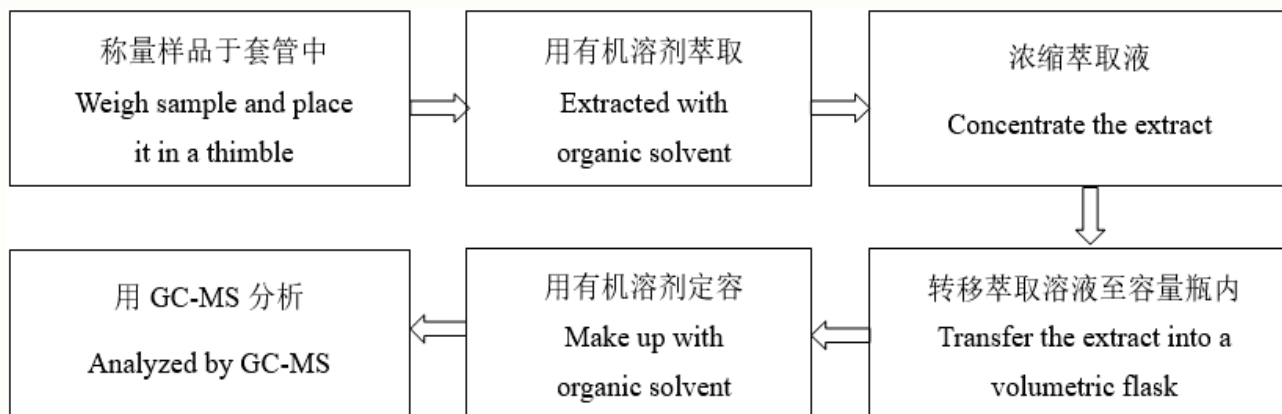 称量样品于套管中
Weigh sample and place
it in a thimble
用有机溶剂萃取
Extracted with
organic solvent
浓缩萃取液
Concentrate the extract
转移萃取溶液至容量瓶内
Transfer the extract into a
volumetric flask
用有机溶剂定容
Make up with
organic solvent
用 GC-MS 分析
Analyzed by GC-MS